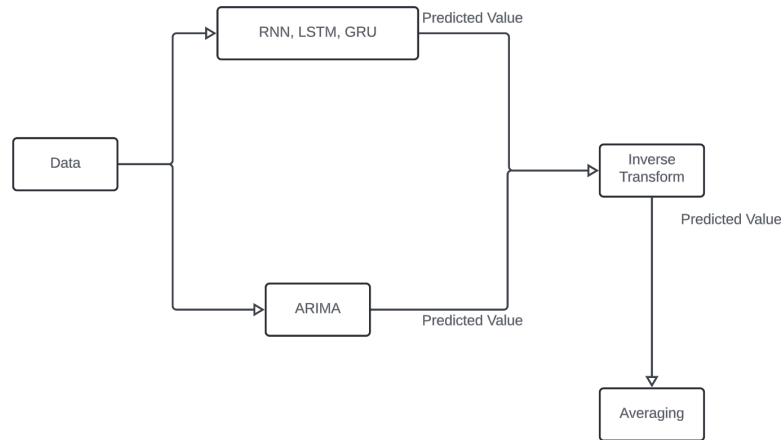 Predicted Value
RNN, LSTM, GRU
Data
Inverse
Transform
Predicted Value
ARIMA
Predicted Value
Averaging